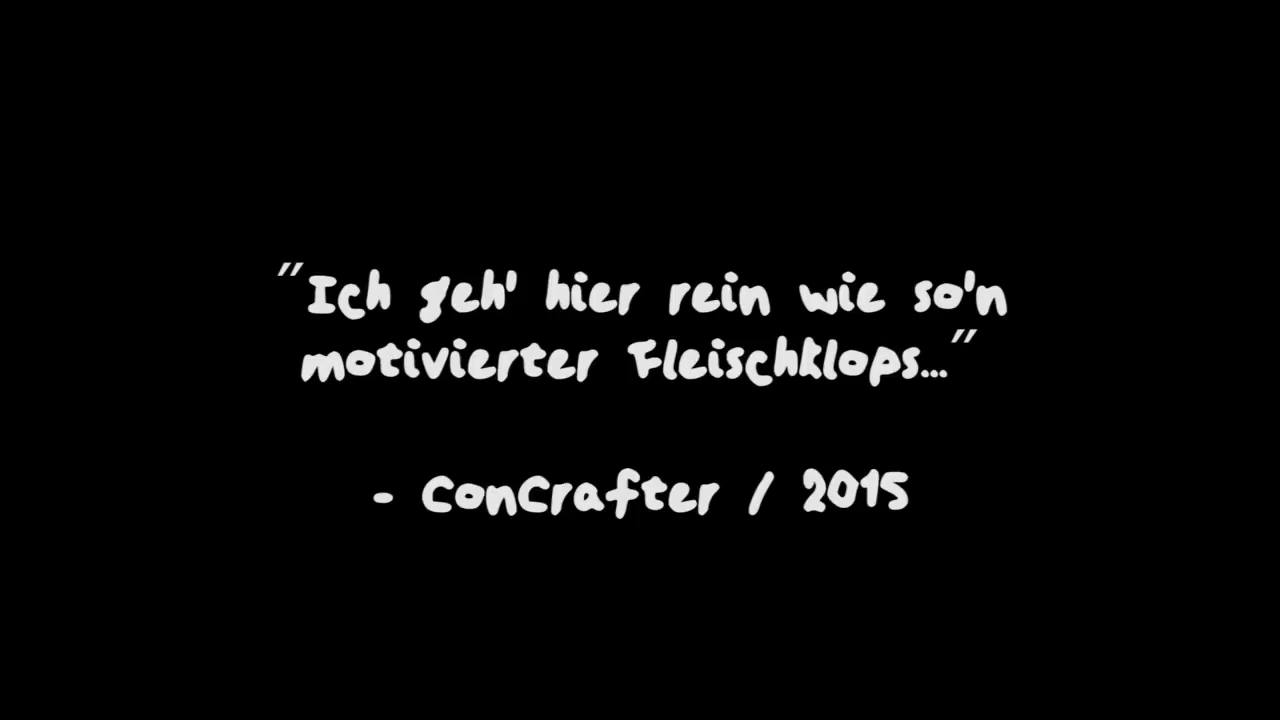 "Ich geh' hier rein wie so'n
motivierter Fleischklops..."
- ConCrafter / 2015